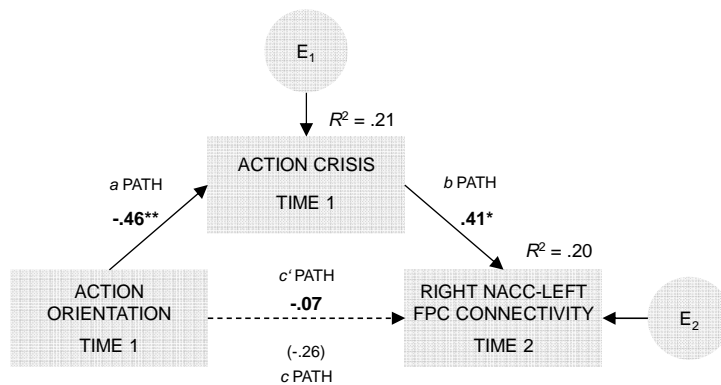 E₁
R² = .21
ACTION CRISIS
TIME 1
a PATH
-.46**
b PATH
.41*
R² = .20
ACTION
ORIENTATION
TIME 1
c‘ PATH
-.07
(-.26)
c PATH
RIGHT NACC-LEFT
FPC CONNECTIVITY
TIME 2
E₂